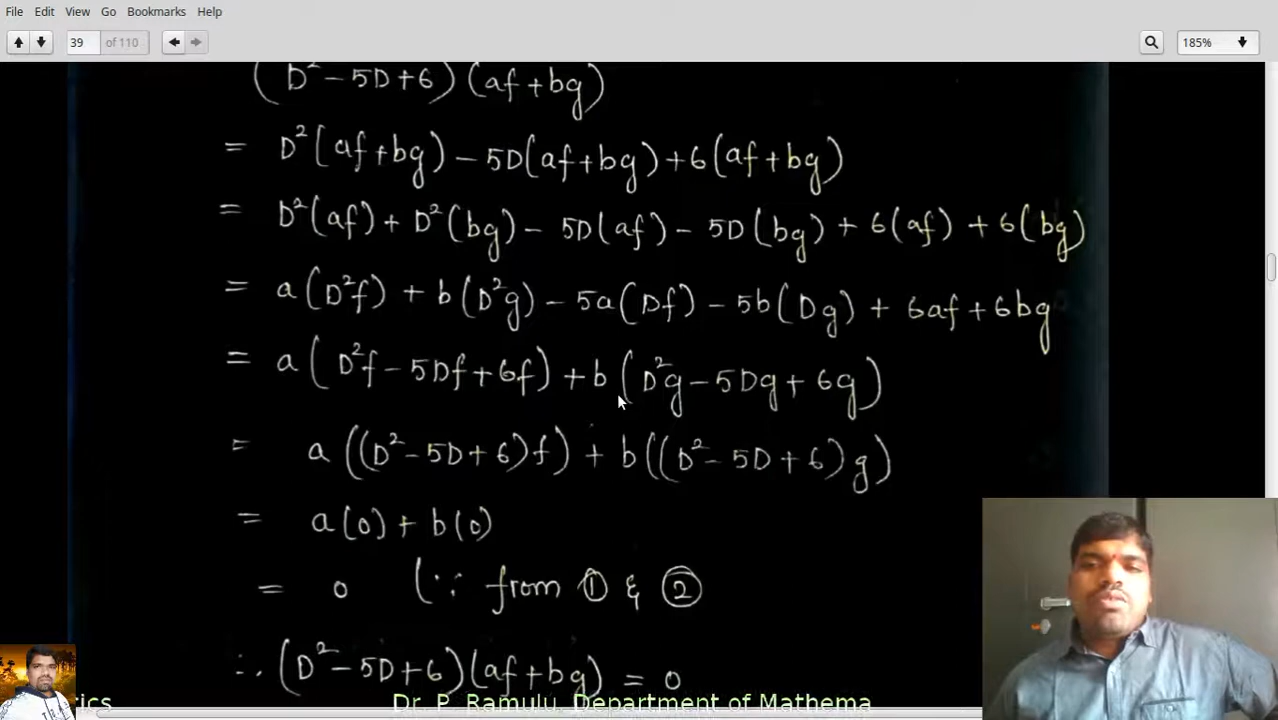 File Edit View Go Bookmarks Help
39 of 110 185%
(D²-5D+6)(af+bg)
= D²(af+bg) - 5D(af+bg) + 6(af+bg)
= D²(af) + D²(bg) - 5D(af) - 5D(bg) + 6(af) + 6(bg)
= a(D²f) + b(D²g) - 5a(Df) - 5b(Dg) + 6af + 6bg
= a(D²f - 5Df + 6f) + b(D²g - 5Dg + 6g)
= a((D²-5D+6)f) + b((D²-5D+6)g)
= a(0) + b(0)
= 0 (∵ from ① & ②
∴ (D²-5D+6)(af+bg) = 0
ics Dr. P. Ramulu, Department of Mathema